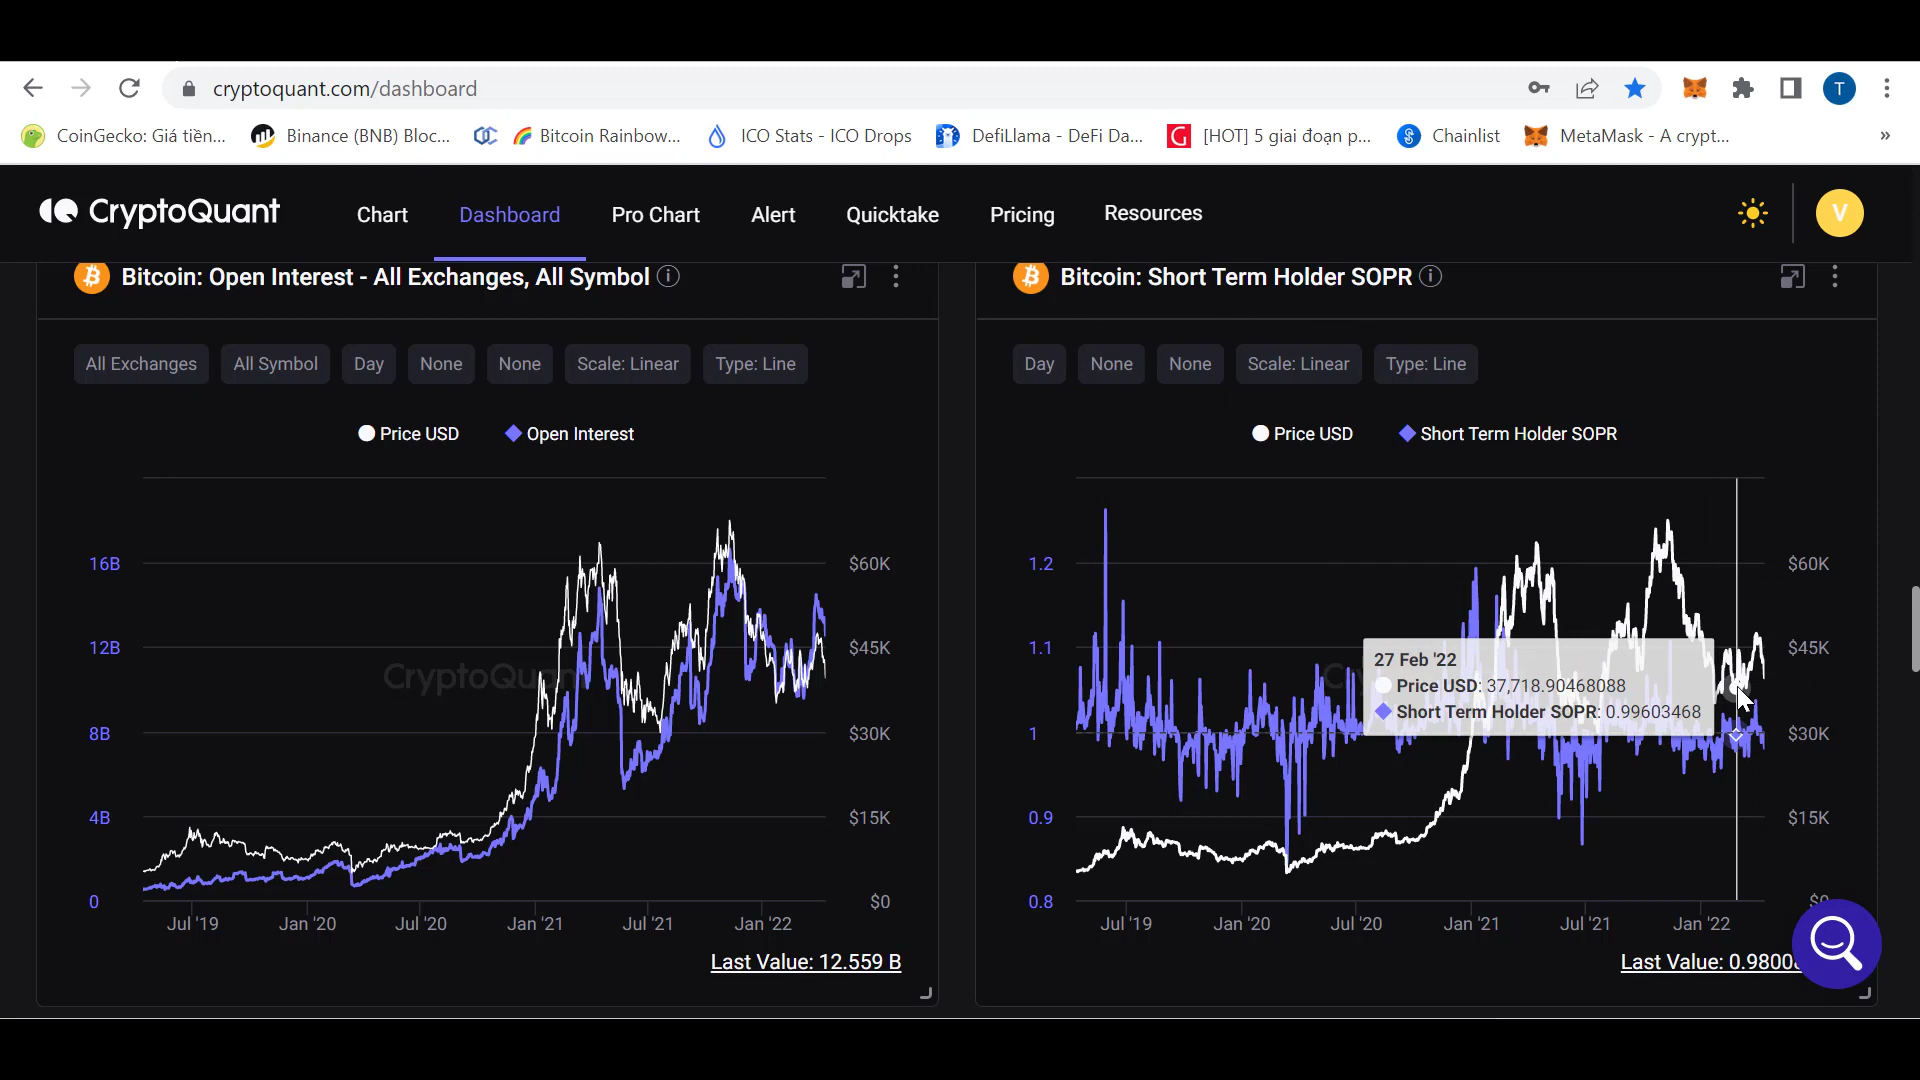 cryptoquant.com/dashboard
T
CoinGecko: Giá tiền...
Binance (BNB) Bloc...
Bitcoin Rainbow...
ICO Stats - ICO Drops
DefiLlama - DeFi Da...
[HOT] 5 giai đoạn p...
Chainlist
MetaMask - A crypt...
»
CryptoQuant
Chart
Dashboard
Pro Chart
Alert
Quicktake
Pricing
Resources
V
Bitcoin: Open Interest - All Exchanges, All Symbol
All Exchanges
All Symbol
Day
None
None
Scale: Linear
Type: Line
Price USD
Open Interest
16B
12B
8B
4B
0
$60K
$45K
$30K
$15K
$0
CryptoQuan
Jul '19
Jan '20
Jul '20
Jan '21
Jul '21
Jan '22
Last Value: 12.559 B
Bitcoin: Short Term Holder SOPR
Day
None
None
Scale: Linear
Type: Line
Price USD
Short Term Holder SOPR
1.2
1.1
1
0.9
0.8
$60K
$45K
$30K
$15K
$0
Cry
27 Feb '22
Price USD: 37,718.90468088
Short Term Holder SOPR: 0.99603468
Jul '19
Jan '20
Jul '20
Jan '21
Jul '21
Jan '22
Last Value: 0.9800